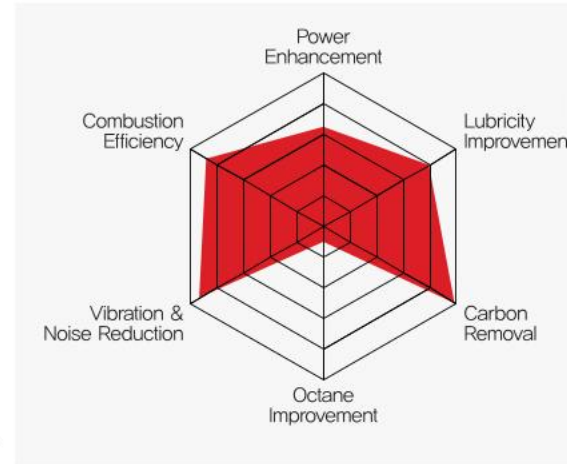 Power
Enhancement
Combustion
Efficiency
Lubricity
Improvemen
Vibration &
Noise Reduction
Carbon
Removal
Octane
Improvement